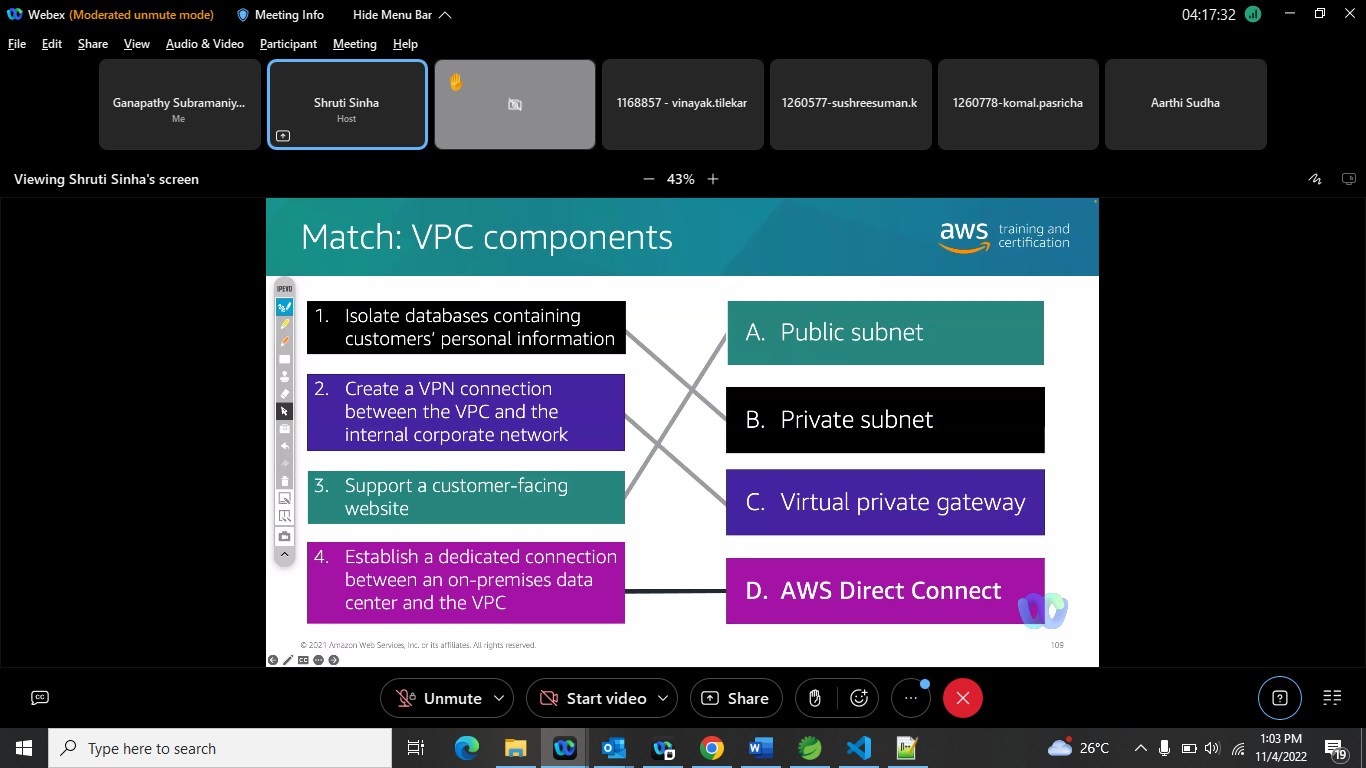 Webex (Moderated unmute mode) Meeting Info Hide Menu Bar 04:17:32
File Edit Share View Audio & Video Participant Meeting Help
Ganapathy Subramaniy...
Me
Shruti Sinha
Host
1168857 - vinayak.tilekar
1260577-sushreesuman.k
1260778-komal.pasricha
Aarthi Sudha
Viewing Shruti Sinha's screen
43%
Match: VPC components
aws training and
certification
IPEVO
1. Isolate databases containing
customers' personal information
2. Create a VPN connection
between the VPC and the
internal corporate network
3. Support a customer-facing
website
4. Establish a dedicated connection
between an on-premises data
center and the VPC
A. Public subnet
B. Private subnet
C. Virtual private gateway
D. AWS Direct Connect
© 2021 Amazon Web Services, Inc. or its affiliates. All rights reserved.
109
CC
Unmute
Start video
Share
Type here to search
26°C
1:03 PM
11/4/2022
19